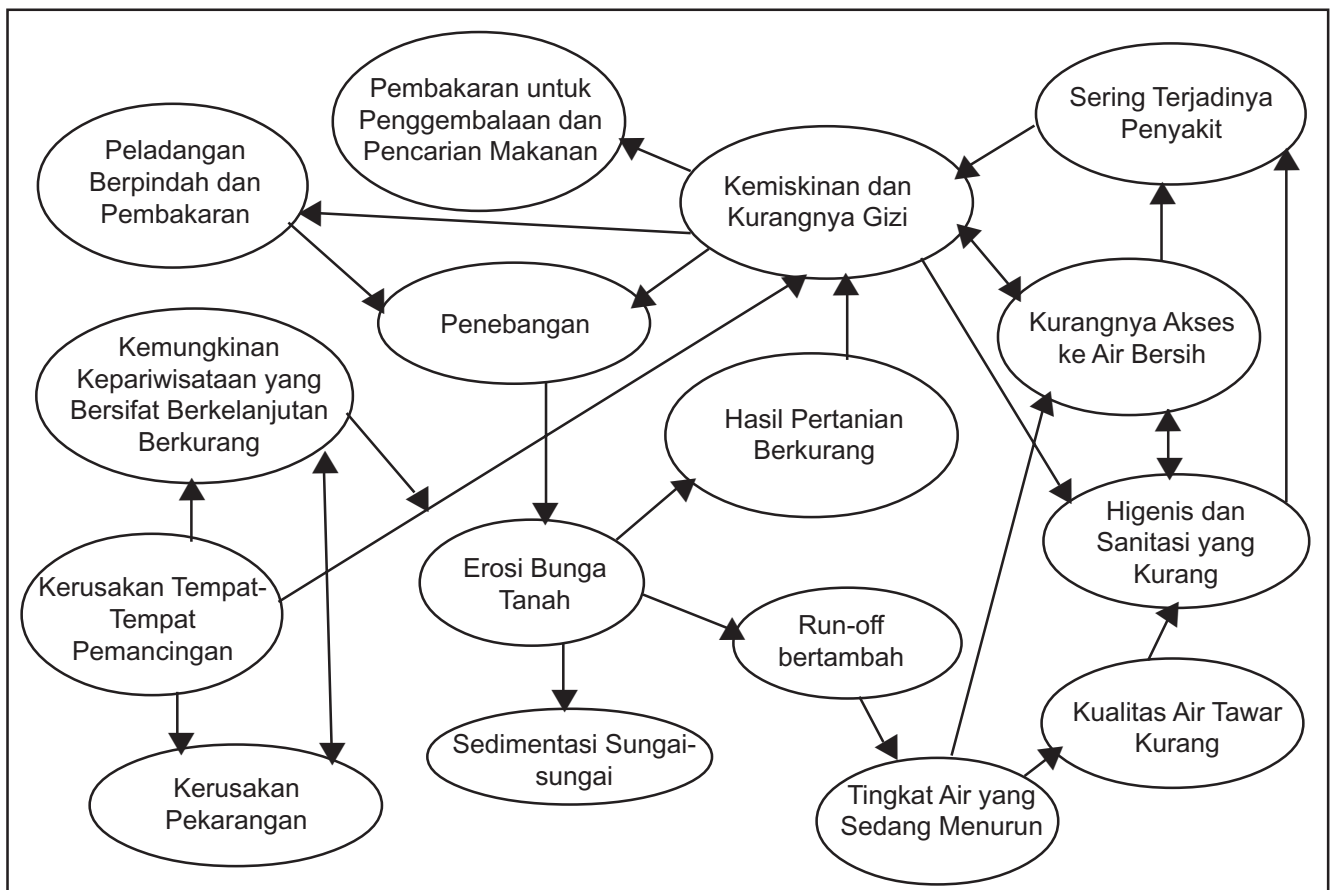 Pembakaran untuk
Penggembalaan dan
Pencarian Makanan
Sering Terjadinya
Penyakit
Peladangan
Berpindah dan
Pembakaran
Kemiskinan dan
Kurangnya Gizi
Penebangan
Kurangnya Akses
ke Air Bersih
Kemungkinan
Kepariwisataan yang
Bersifat Berkelanjutan
Berkurang
Hasil Pertanian
Berkurang
Higenis dan
Sanitasi yang
Kurang
Kerusakan Tempat-
Tempat
Pemancingan
Erosi Bunga
Tanah
Run-off
bertambah
Kualitas Air Tawar
Kurang
Sedimentasi Sungai-
sungai
Kerusakan
Pekarangan
Tingkat Air yang
Sedang Menurun